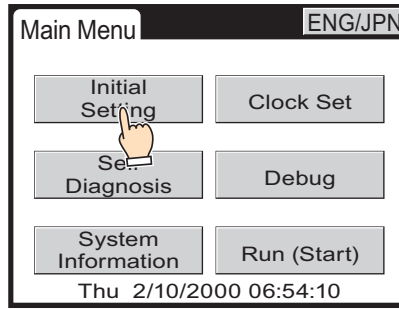 Main Menu
ENG/JPN
Initial
Setting
Clock Set
Diagnosis
Debug
System
Information
Run (Start)
Thu 2/10/2000 06:54:10